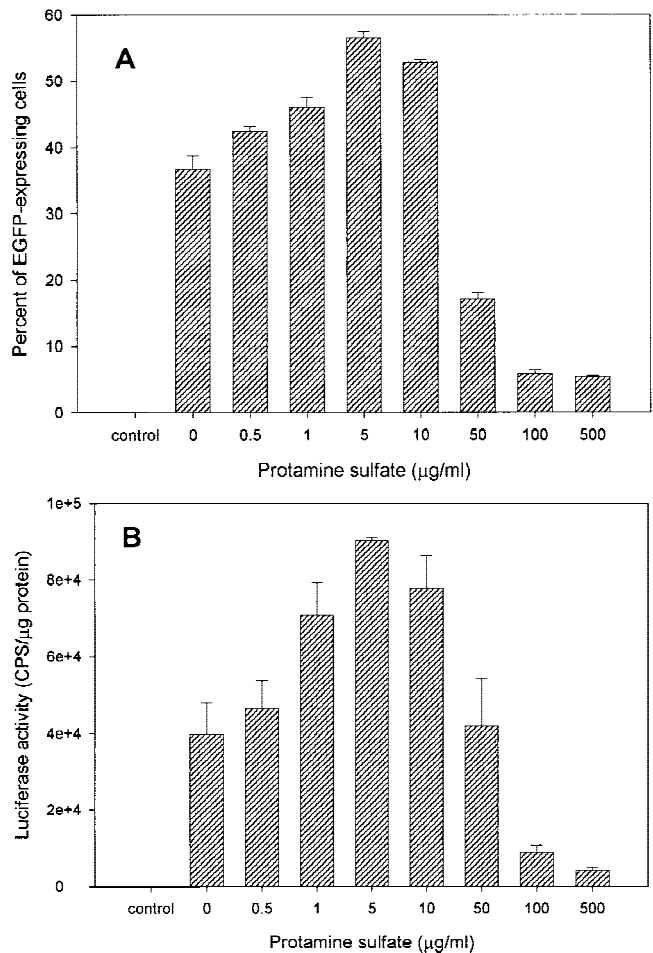 60
A
50
40
30
20
10
0
Percent of EGFP-expressing cells
control 0 0.5 1 5 10 50 100 500
Protamine sulfate (μg/ml)
1e+5
B
8e+4
6e+4
4e+4
2e+4
0
Luciferase activity (CPS/μg protein)
control 0 0.5 1 5 10 50 100 500
Protamine sulfate (μg/ml)